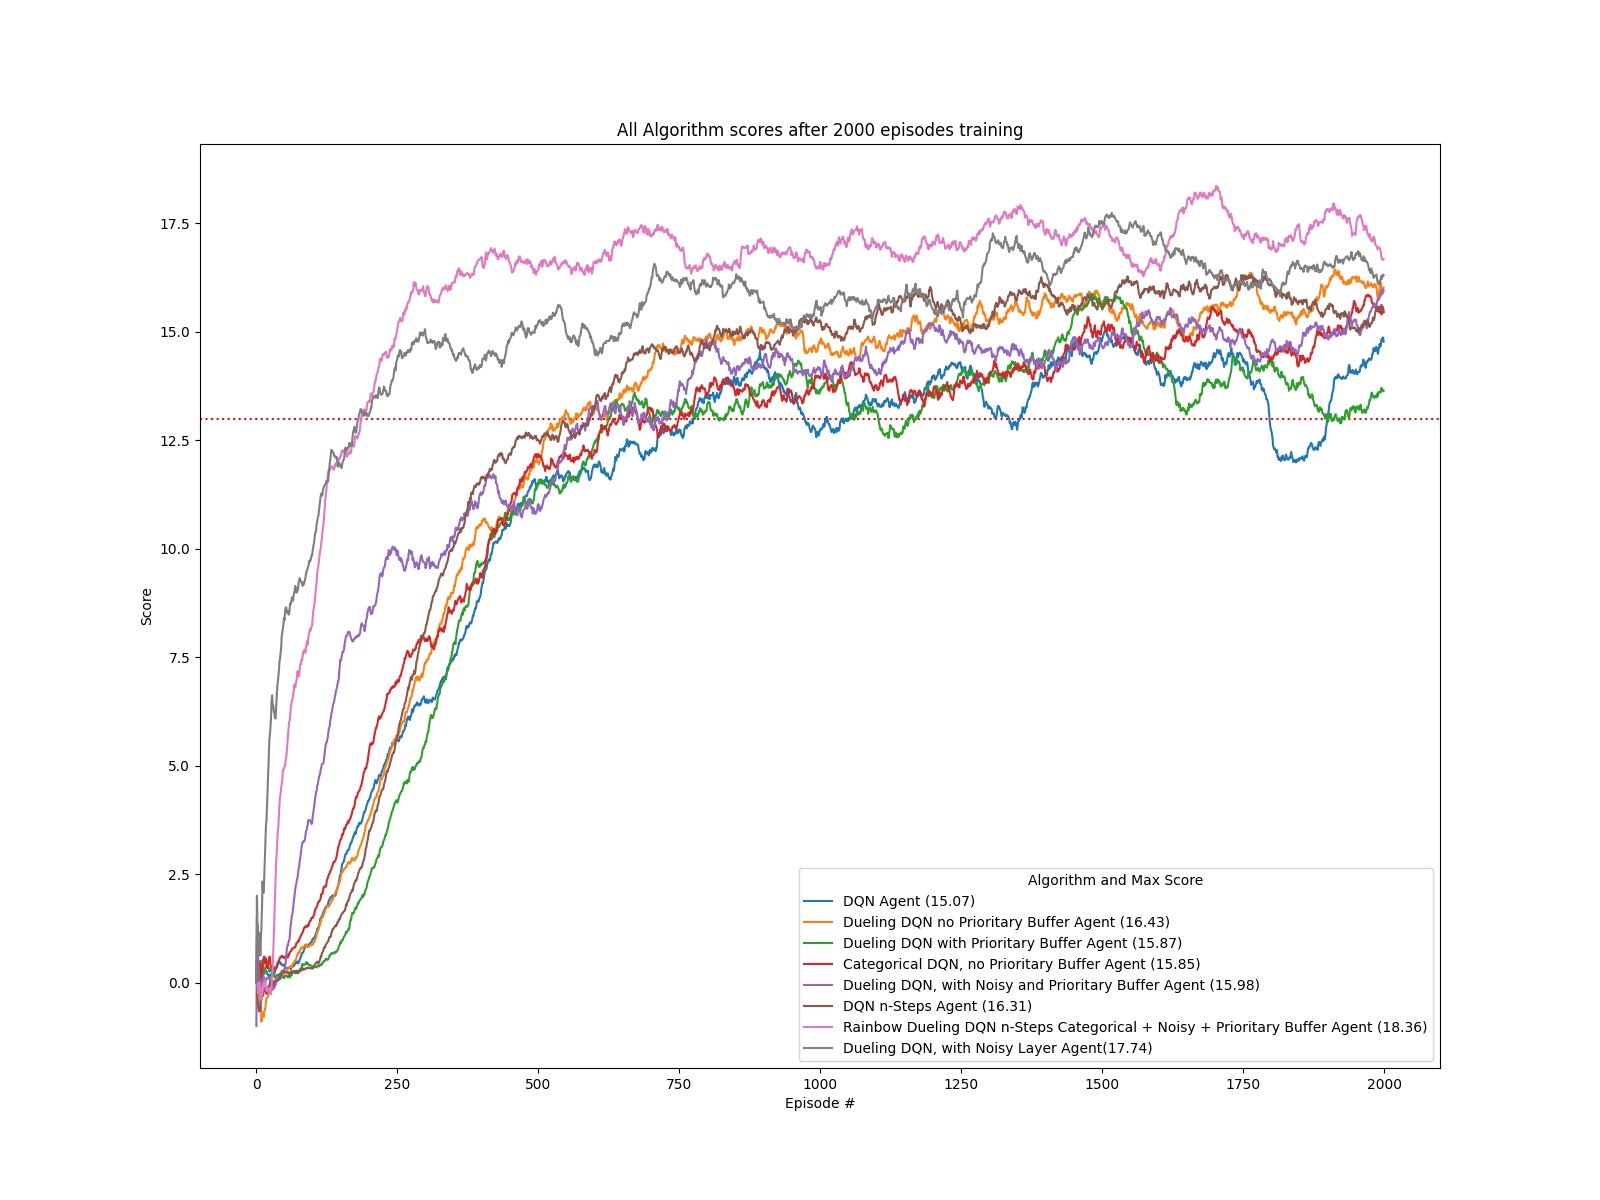 All Algorithm scores after 2000 episodes training
17.5
15.0
12.5
10.0
7.5
5.0
2.5
0.0
Score
Algorithm and Max Score
DQN Agent (15.07)
Dueling DQN no Prioritary Buffer Agent (16.43)
Dueling DQN with Prioritary Buffer Agent (15.87)
Categorical DQN, no Prioritary Buffer Agent (15.85)
Dueling DQN, with Noisy and Prioritary Buffer Agent (15.98)
DQN n-Steps Agent (16.31)
Rainbow Dueling DQN n-Steps Categorical + Noisy + Prioritary Buffer Agent (18.36)
Dueling DQN, with Noisy Layer Agent(17.74)
0 250 500 750 1000 1250 1500 1750 2000
Episode #